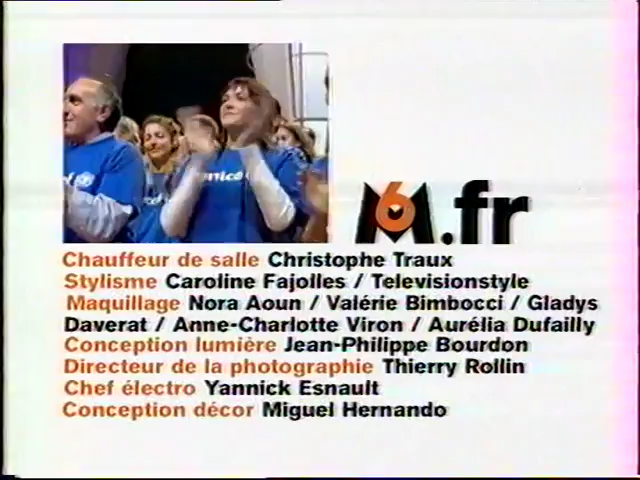 unicef
M6.fr
Chauffeur de salle Christophe Traux
Stylisme Caroline Fajolles / Televisionstyle
Maquillage Nora Aoun / Valérie Bimbocci / Gladys
Daverat / Anne-Charlotte Viron / Aurélia Dufailly
Conception lumière Jean-Philippe Bourdon
Directeur de la photographie Thierry Rollin
Chef électro Yannick Esnault
Conception décor Miguel Hernando